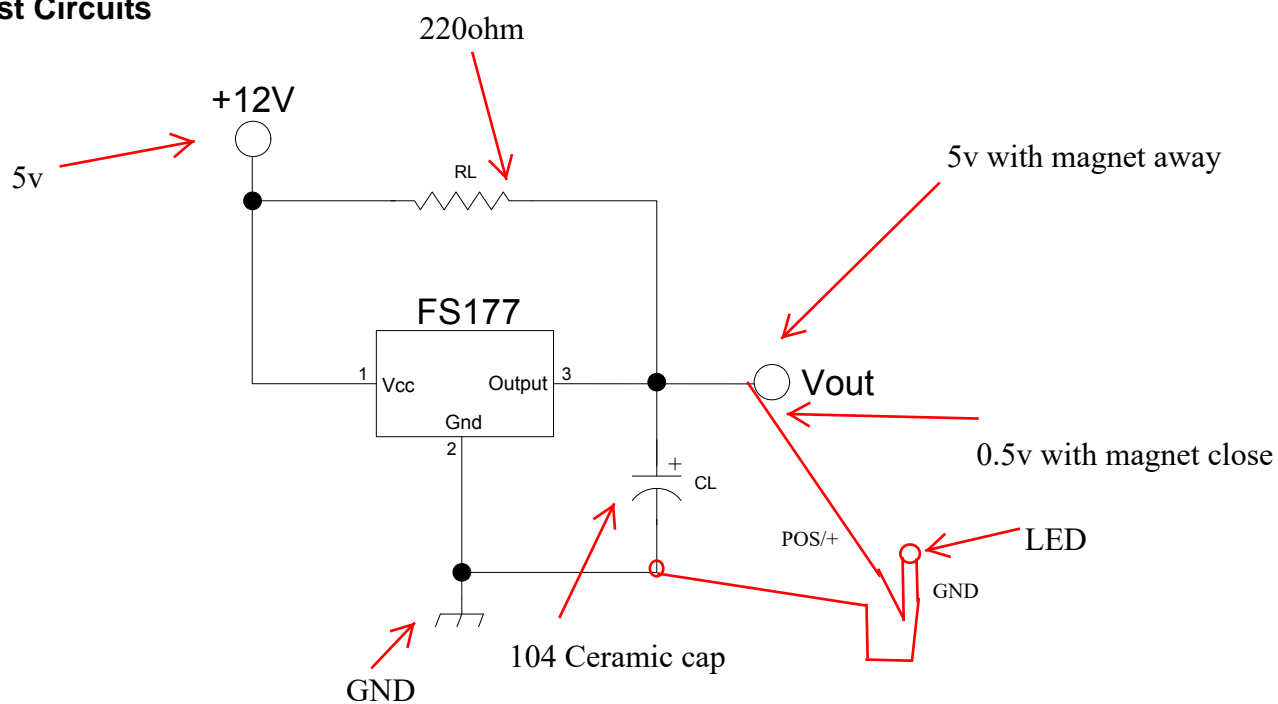 st Circuits
220ohm
+12V
5v
RL
5v with magnet away
FS177
1
Vcc
Output
3
Vout
Gnd
2
+
CL
0.5v with magnet close
POS/+
LED
GND
104 Ceramic cap
GND